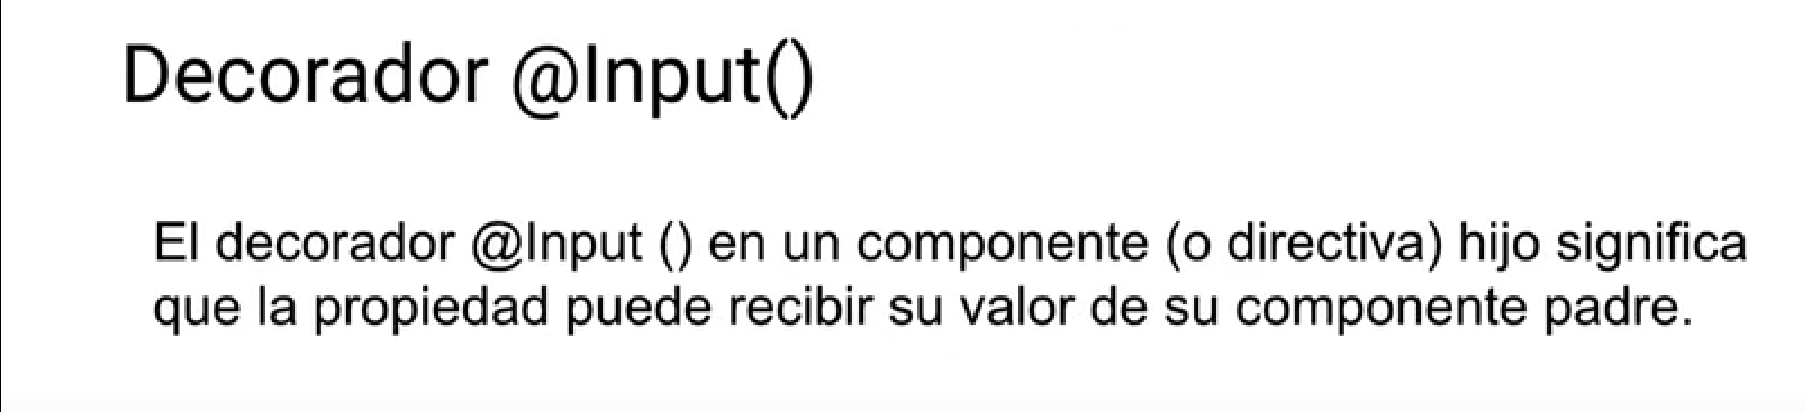 Decorador @Input()
El decorador @Input () en un componente (o directiva) hijo significa
que la propiedad puede recibir su valor de su componente padre.